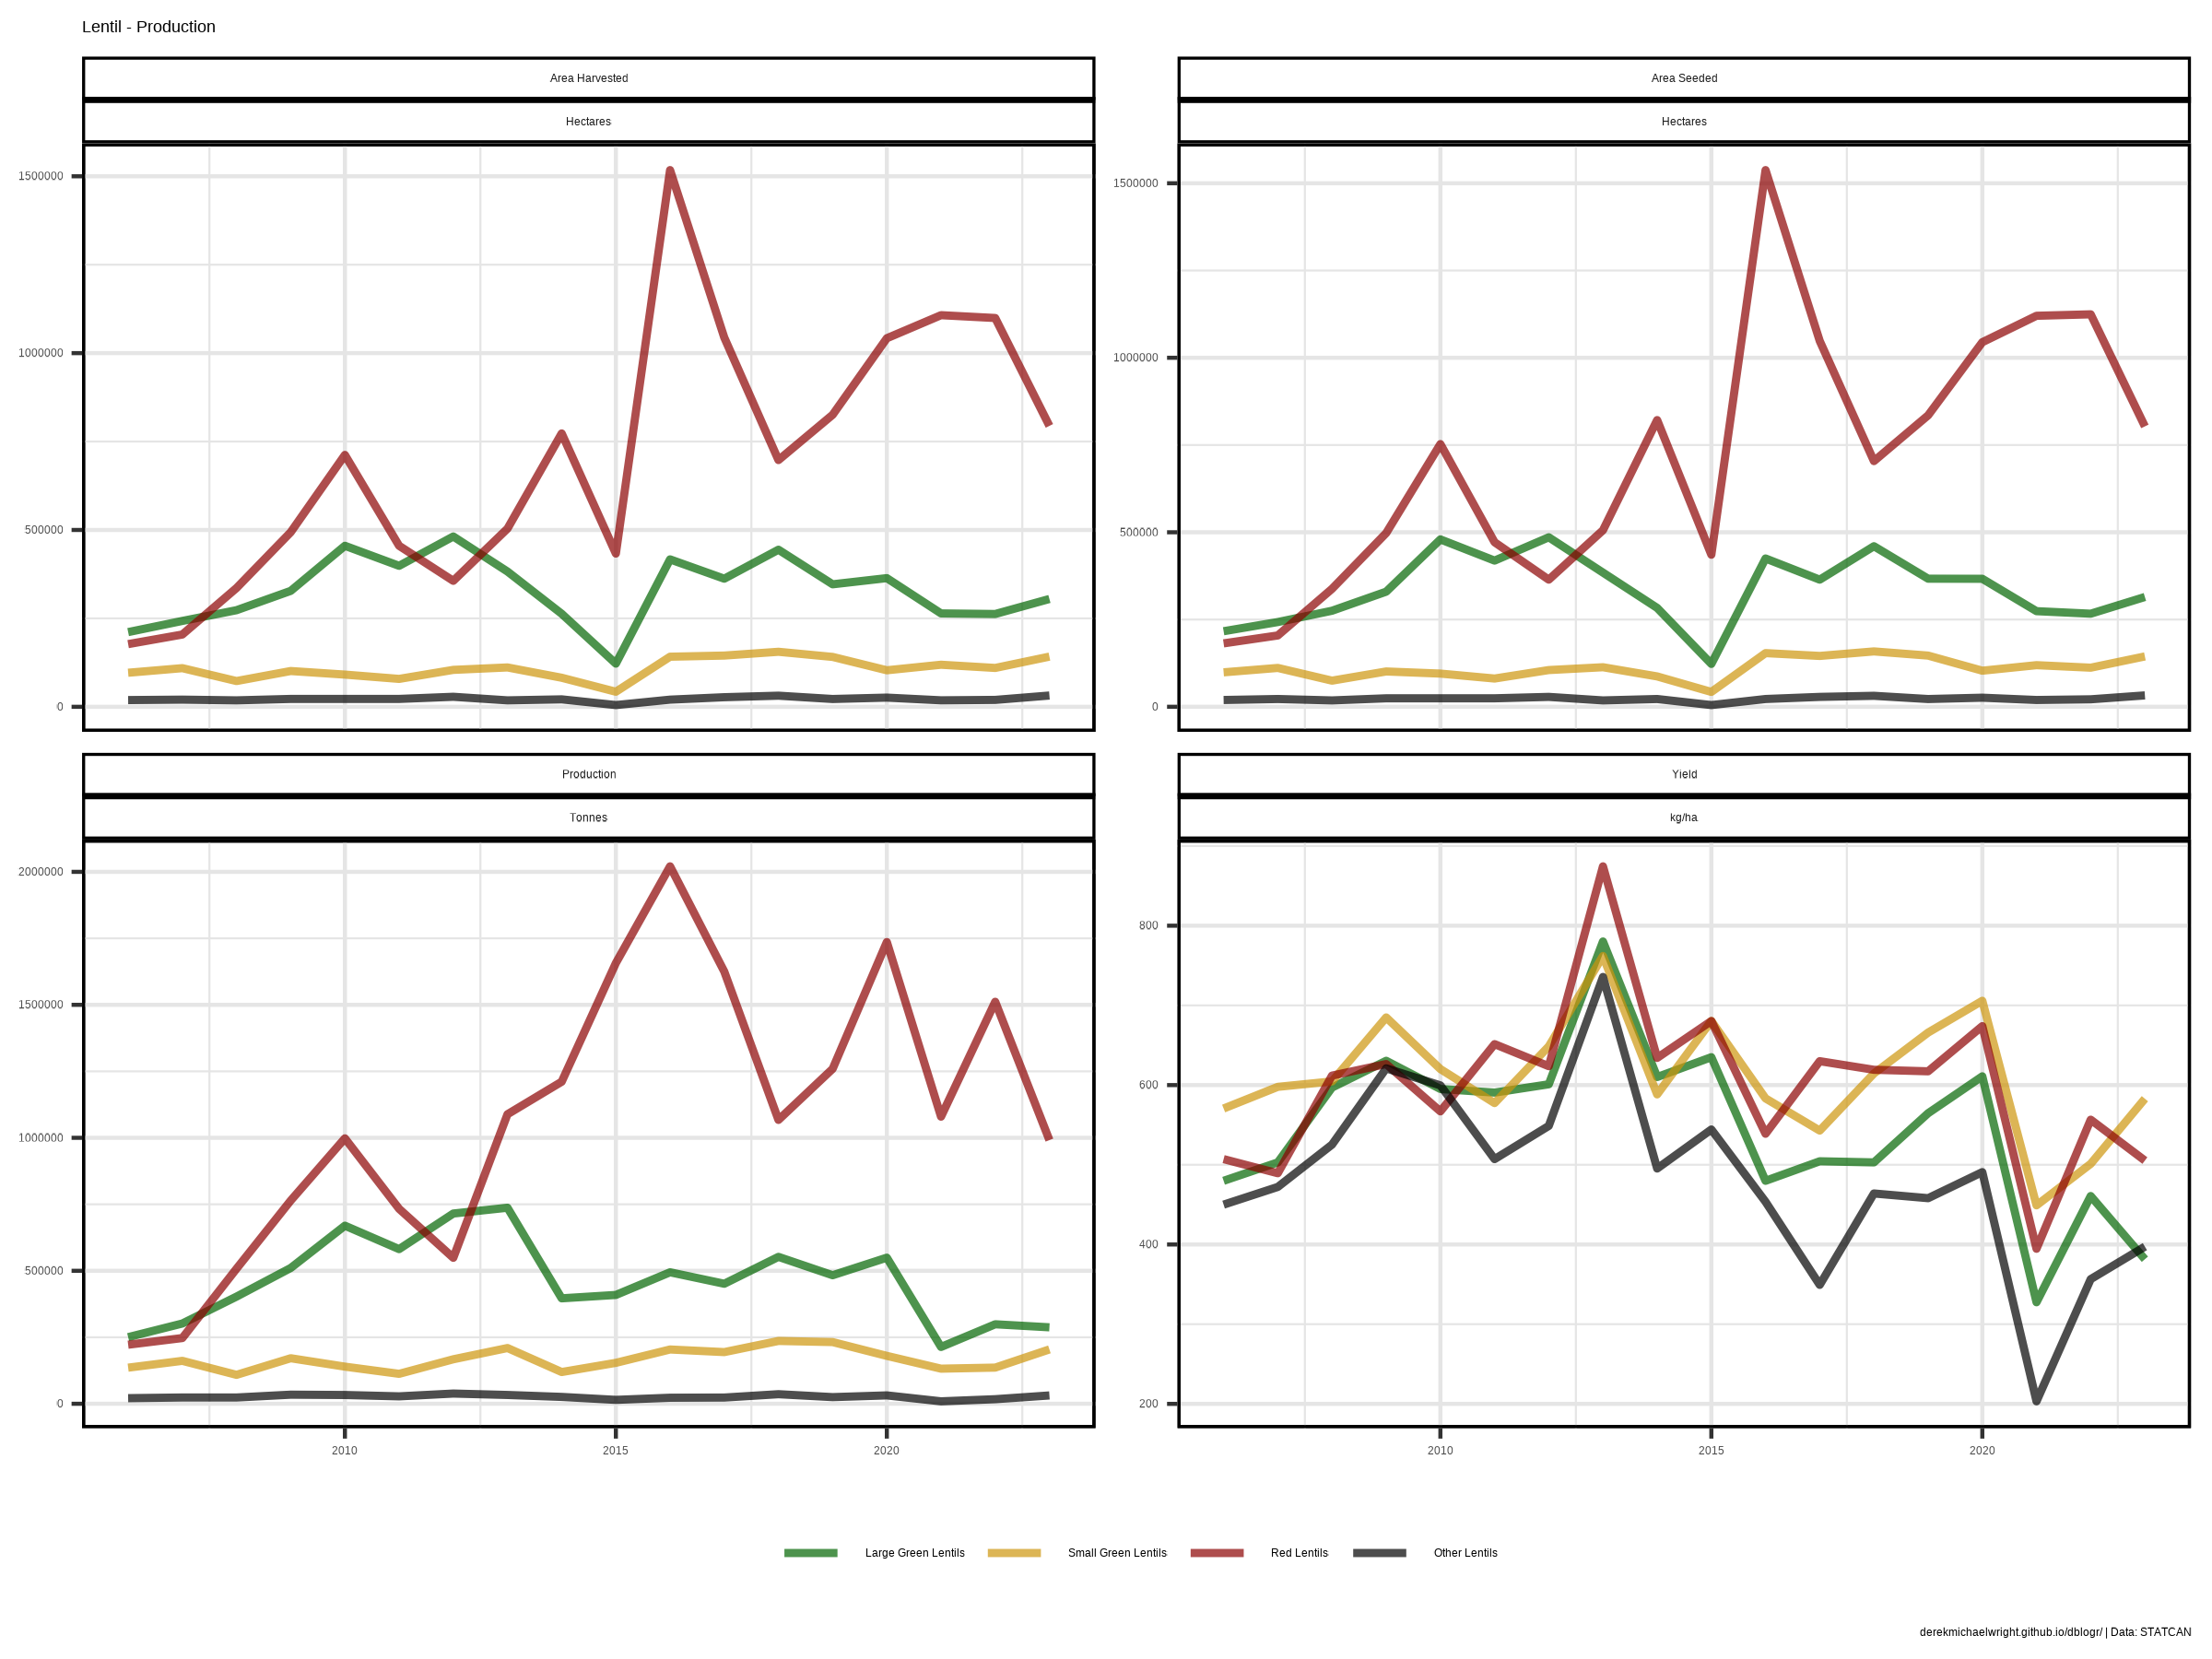 Lentil - Production
Area Harvested
Hectares
1500000
1000000
500000
0
Area Seeded
Hectares
1500000
1000000
500000
0
Production
Tonnes
2000000
1500000
1000000
500000
0
2010 2015 2020
Yield
kg/ha
800
600
400
200
2010 2015 2020
Large Green Lentils Small Green Lentils Red Lentils Other Lentils
derekmichaelwright.github.io/dblogr/ | Data: STATCAN